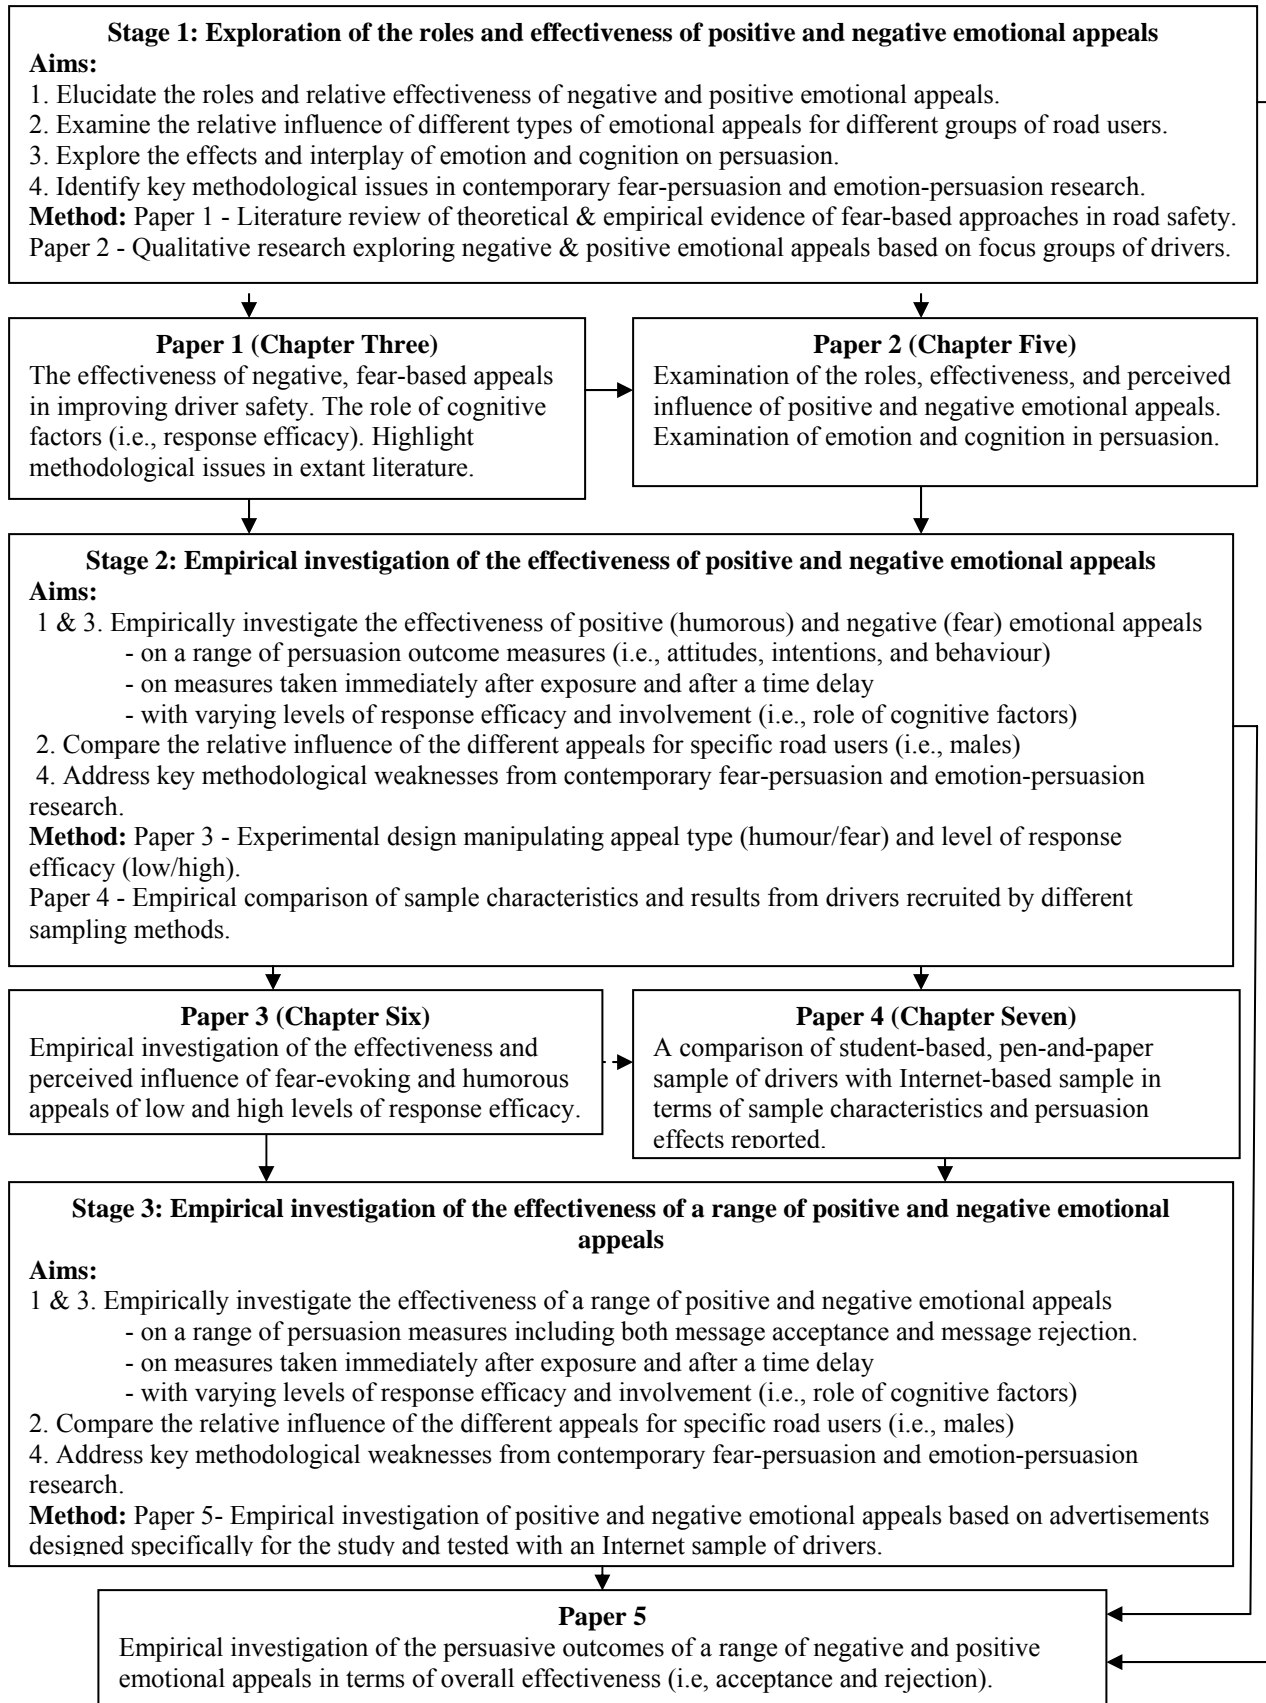 Stage 1: Exploration of the roles and effectiveness of positive and negative emotional appeals
Aims:
1. Elucidate the roles and relative effectiveness of negative and positive emotional appeals.
2. Examine the relative influence of different types of emotional appeals for different groups of road users.
3. Explore the effects and interplay of emotion and cognition on persuasion.
4. Identify key methodological issues in contemporary fear-persuasion and emotion-persuasion research.
Method: Paper 1 - Literature review of theoretical & empirical evidence of fear-based approaches in road safety.
Paper 2 - Qualitative research exploring negative & positive emotional appeals based on focus groups of drivers.
Paper 1 (Chapter Three)
The effectiveness of negative, fear-based appeals
in improving driver safety. The role of cognitive
factors (i.e., response efficacy). Highlight
methodological issues in extant literature.
Paper 2 (Chapter Five)
Examination of the roles, effectiveness, and perceived
influence of positive and negative emotional appeals.
Examination of emotion and cognition in persuasion.
Stage 2: Empirical investigation of the effectiveness of positive and negative emotional appeals
Aims:
1 & 3. Empirically investigate the effectiveness of positive (humorous) and negative (fear) emotional appeals
- on a range of persuasion outcome measures (i.e., attitudes, intentions, and behaviour)
- on measures taken immediately after exposure and after a time delay
- with varying levels of response efficacy and involvement (i.e., role of cognitive factors)
2. Compare the relative influence of the different appeals for specific road users (i.e., males)
4. Address key methodological weaknesses from contemporary fear-persuasion and emotion-persuasion
research.
Method: Paper 3 - Experimental design manipulating appeal type (humour/fear) and level of response
efficacy (low/high).
Paper 4 - Empirical comparison of sample characteristics and results from drivers recruited by different
sampling methods.
Paper 3 (Chapter Six)
Empirical investigation of the effectiveness and
perceived influence of fear-evoking and humorous
appeals of low and high levels of response efficacy.
Paper 4 (Chapter Seven)
A comparison of student-based, pen-and-paper
sample of drivers with Internet-based sample in
terms of sample characteristics and persuasion
effects reported.
Stage 3: Empirical investigation of the effectiveness of a range of positive and negative emotional
appeals
Aims:
1 & 3. Empirically investigate the effectiveness of a range of positive and negative emotional appeals
- on a range of persuasion measures including both message acceptance and message rejection.
- on measures taken immediately after exposure and after a time delay
- with varying levels of response efficacy and involvement (i.e., role of cognitive factors)
2. Compare the relative influence of the different appeals for specific road users (i.e., males)
4. Address key methodological weaknesses from contemporary fear-persuasion and emotion-persuasion
research.
Method: Paper 5- Empirical investigation of positive and negative emotional appeals based on advertisements
designed specifically for the study and tested with an Internet sample of drivers.
Paper 5
Empirical investigation of the persuasive outcomes of a range of negative and positive
emotional appeals in terms of overall effectiveness (i.e, acceptance and rejection).